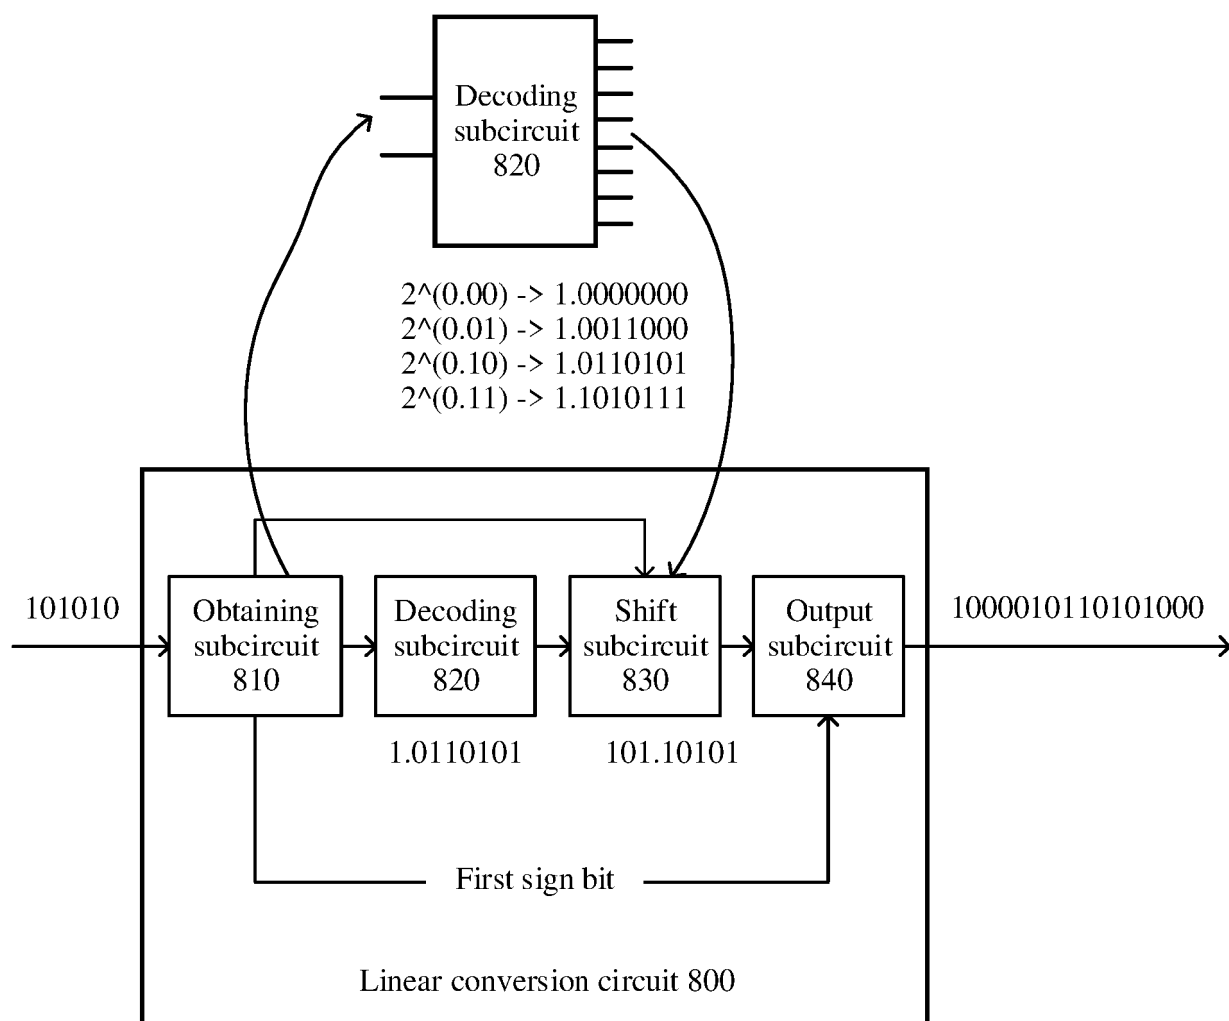 Decoding
subcircuit
820
2^(0.00) -> 1.0000000
2^(0.01) -> 1.0011000
2^(0.10) -> 1.0110101
2^(0.11) -> 1.1010111
101010
Obtaining
subcircuit
810
Decoding
subcircuit
820
Shift
subcircuit
830
Output
subcircuit
840
1000010110101000
1.0110101
101.10101
First sign bit
Linear conversion circuit 800